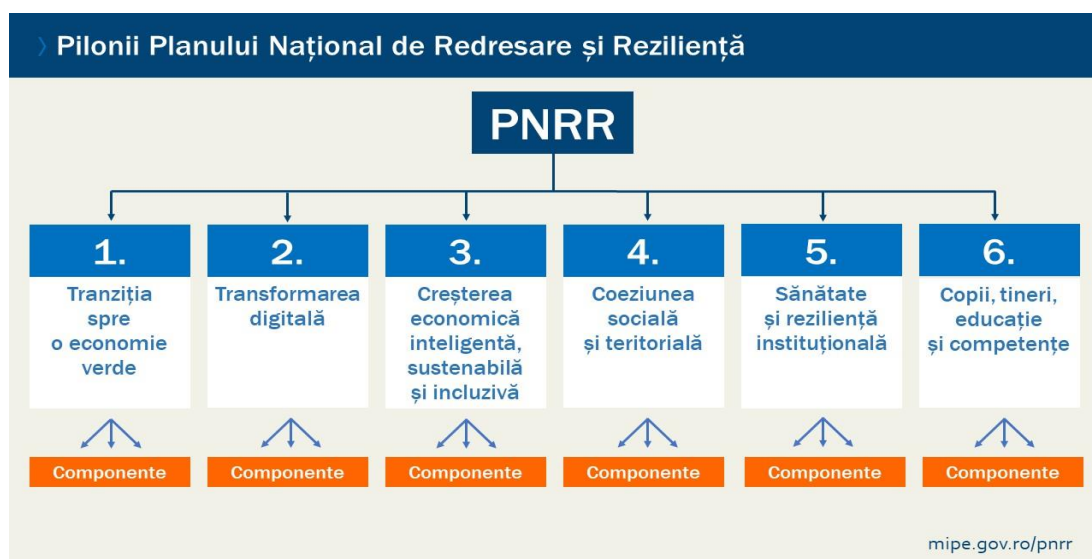 › Pilonii Planului Național de Redresare și Reziliență
PNRR
1.
Tranziția
spre
o economie
verde
Componente
2.
Transformarea
digitală
Componente
3.
Creșterea
economică
inteligentă,
sustenabilă
și incluzivă
Componente
4.
Coeziunea
socială
și teritorială
Componente
5.
Sănătate
și reziliență
instituțională
Componente
6.
Copii, tineri,
educație
și competențe
Componente
mipe.gov.ro/pnrr